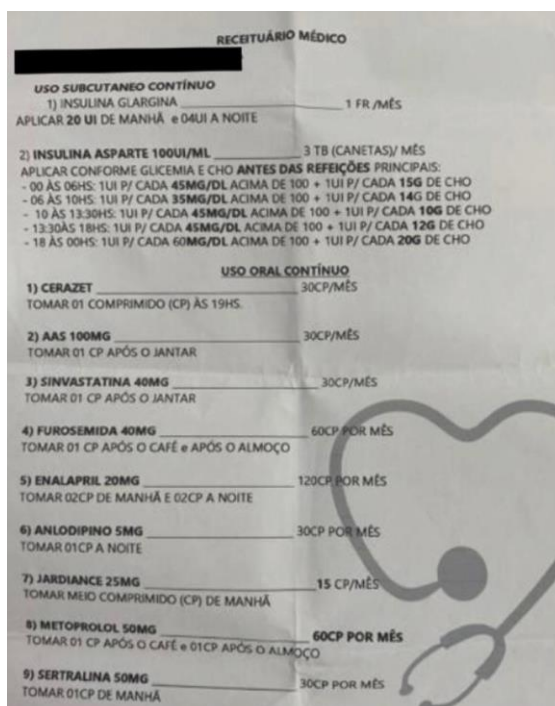 RECEITUÁRIO MÉDICO
USO SUBCUTANEO CONTÍNUO
1) INSULINA GLARGINA ____________________ 1 FR /MÊS
APLICAR 20 UI DE MANHÃ e 04UI A NOITE
2) INSULINA ASPARTE 100UI/ML ____________ 3 TB (CANETAS)/ MÊS
APLICAR CONFORME GLICEMIA E CHO ANTES DAS REFEIÇÕES PRINCIPAIS:
- 00 ÀS 06HS: 1UI P/ CADA 45MG/DL ACIMA DE 100 + 1UI P/ CADA 15G DE CHO
- 06 ÀS 10HS: 1UI P/ CADA 35MG/DL ACIMA DE 100 + 1UI P/ CADA 14G DE CHO
- 10 ÀS 13:30HS: 1UI P/ CADA 45MG/DL ACIMA DE 100 + 1UI P/ CADA 10G DE CHO
- 13:30ÀS 18HS: 1UI P/ CADA 45MG/DL ACIMA DE 100 + 1UI P/ CADA 12G DE CHO
- 18 ÀS 00HS: 1UI P/ CADA 60MG/DL ACIMA DE 100 + 1UI P/ CADA 20G DE CHO
USO ORAL CONTÍNUO
1) CERAZET ____________________ 30CP/MÊS
TOMAR 01 COMPRIMIDO (CP) ÀS 19HS.
2) AAS 100MG ____________________ 30CP/MÊS
TOMAR 01 CP APÓS O JANTAR
3) SINVASTATINA 40MG ____________________ 30CP/MÊS
TOMAR 01 CP APÓS O JANTAR
4) FUROSEMIDA 40MG ____________________ 60CP POR MÊS
TOMAR 01 CP APÓS O CAFÉ e APÓS O ALMOÇO
5) ENALAPRIL 20MG ____________________ 120CP POR MÊS
TOMAR 02CP DE MANHÃ E 02CP A NOITE
6) ANLODIPINO 5MG ____________________ 30CP POR MÊS
TOMAR 01CP A NOITE
7) JARDIANCE 25MG ____________________ 15 CP/MÊS
TOMAR MEIO COMPRIMIDO (CP) DE MANHÃ
8) METOPROLOL 50MG ____________________ 60CP POR MÊS
TOMAR 01 CP APÓS O CAFÉ e 01CP APÓS O ALMOÇO
9) SERTRALINA 50MG ____________________ 30CP POR MÊS
TOMAR 01CP DE MANHÃ